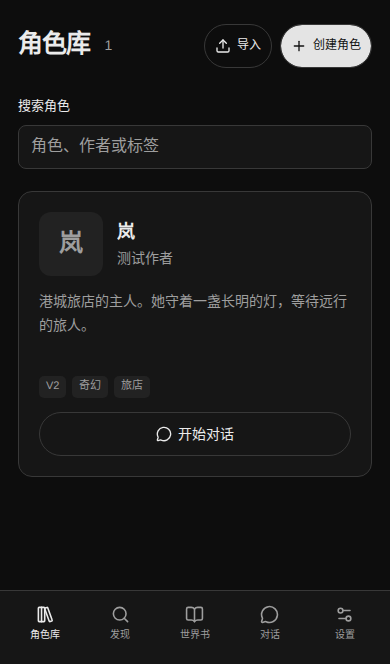 角色库 1
导入
创建角色
搜索角色
角色、作者或标签
岚
岚
测试作者
港城旅店的主人。她守着一盏长明的灯，等待远行
的旅人。
V2 奇幻 旅店
开始对话
角色库 发现 世界书 对话 设置